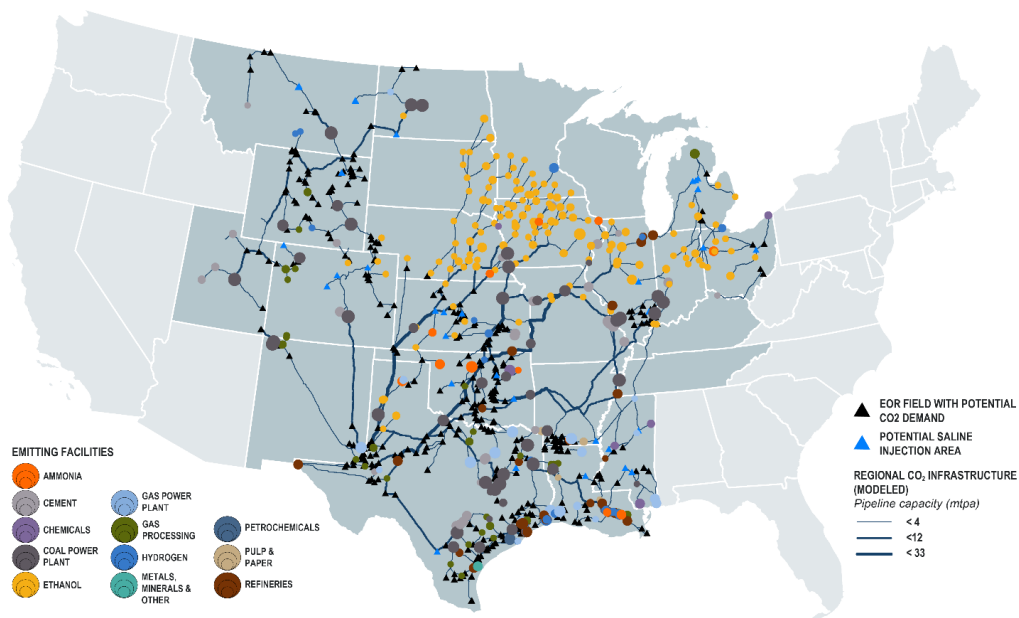 EMITTING FACILITIES
AMMONIA
CEMENT
CHEMICALS
COAL POWER
PLANT
ETHANOL
GAS POWER
PLANT
GAS
PROCESSING
HYDROGEN
METALS,
MINERALS &
OTHER
PETROCHEMICALS
PULP &
PAPER
REFINERIES
EOR FIELD WITH POTENTIAL
CO2 DEMAND
POTENTIAL SALINE
INJECTION AREA
REGIONAL CO₂ INFRASTRUCTURE
(MODELED)
Pipeline capacity (mtpa)
< 4
<12
< 33